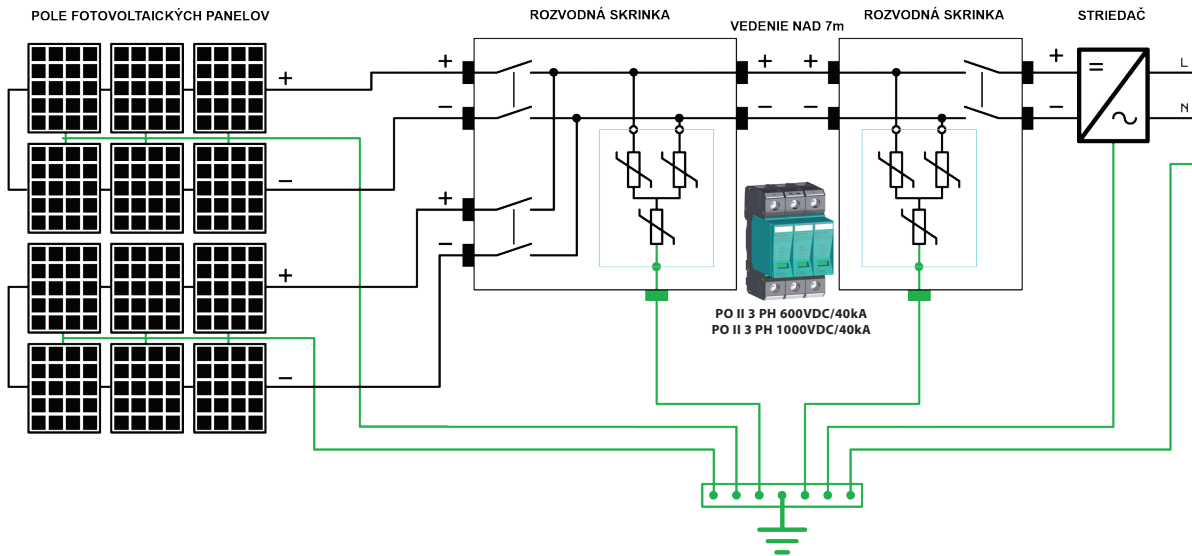 POLE FOTOVOLTAICKÝCH PANELOV
ROZVODNÁ SKRINKA
VEDENIE NAD 7m
ROZVODNÁ SKRINKA
STRIEDAČ
+
+
+
+
+
L
−
−
−
−
N
−
+
−
+
−
PO II 3 PH 600VDC/40kA
PO II 3 PH 1000VDC/40kA